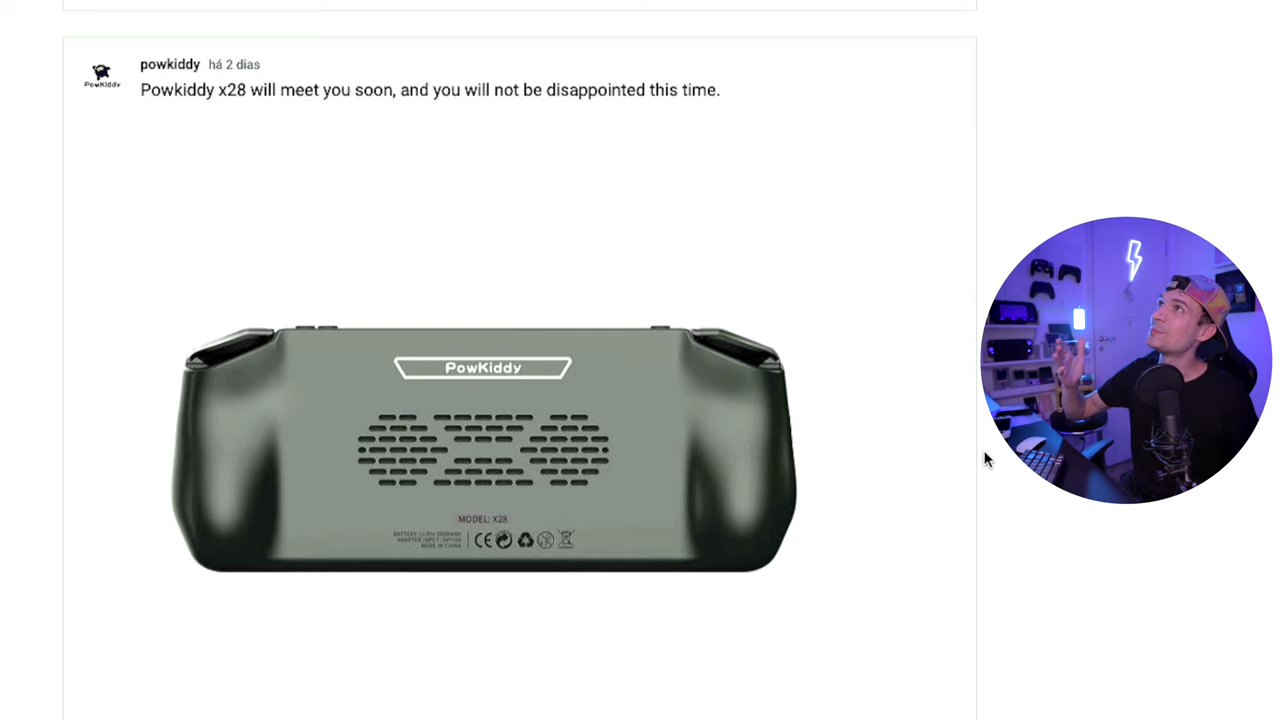 powkiddy há 2 dias
PowKiddy
Powkiddy x28 will meet you soon, and you will not be disappointed this time.
PowKiddy
MODEL: X28
MADE IN CHINA